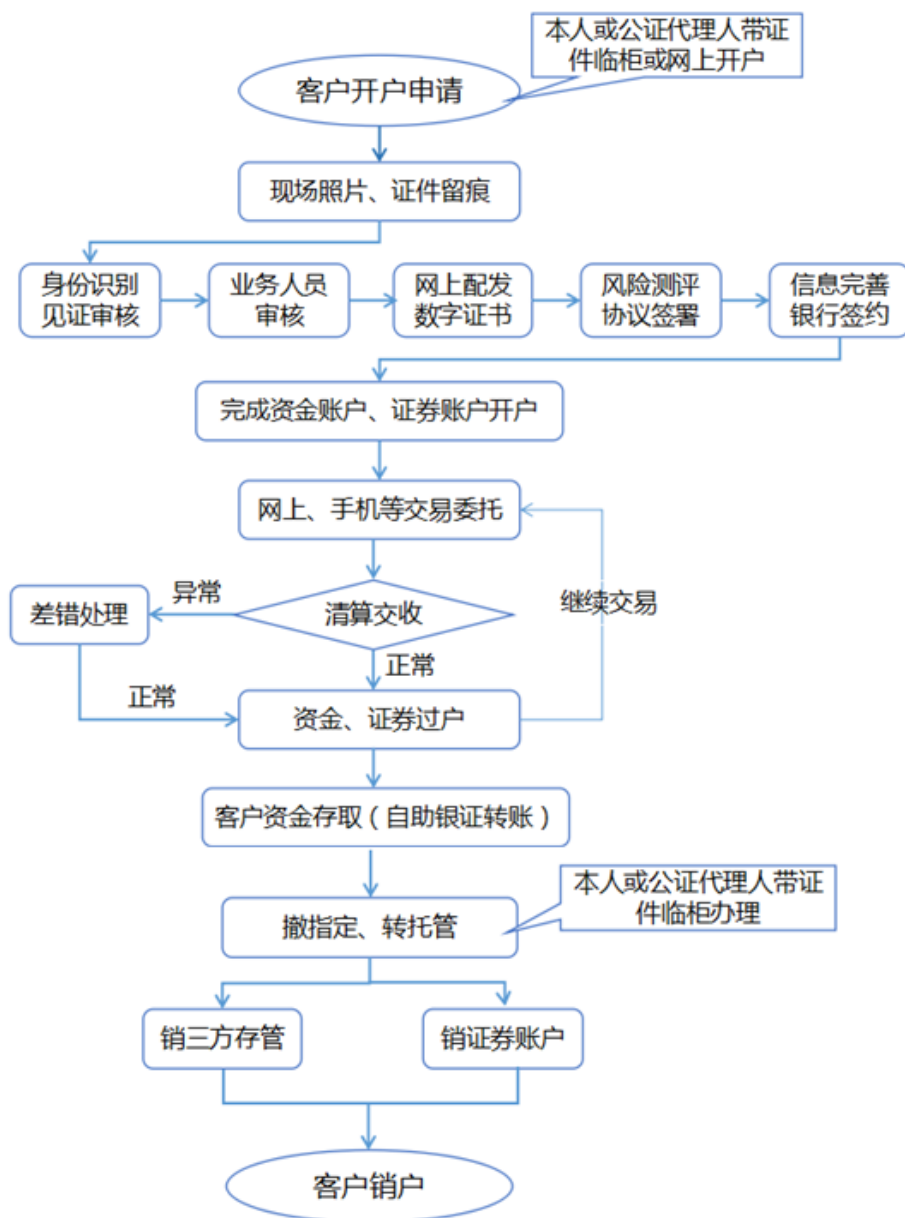 本人或公证代理人带证
件临柜或网上开户
客户开户申请
现场照片、证件留痕
身份识别
见证审核
业务人员
审核
网上配发
数字证书
风险测评
协议签署
信息完善
银行签约
完成资金账户、证券账户开户
网上、手机等交易委托
异常
差错处理
清算交收
继续交易
正常
正常
资金、证券过户
客户资金存取（自助银证转账）
本人或公证代理人带证
件临柜办理
撤指定、转托管
销三方存管
销证券账户
客户销户